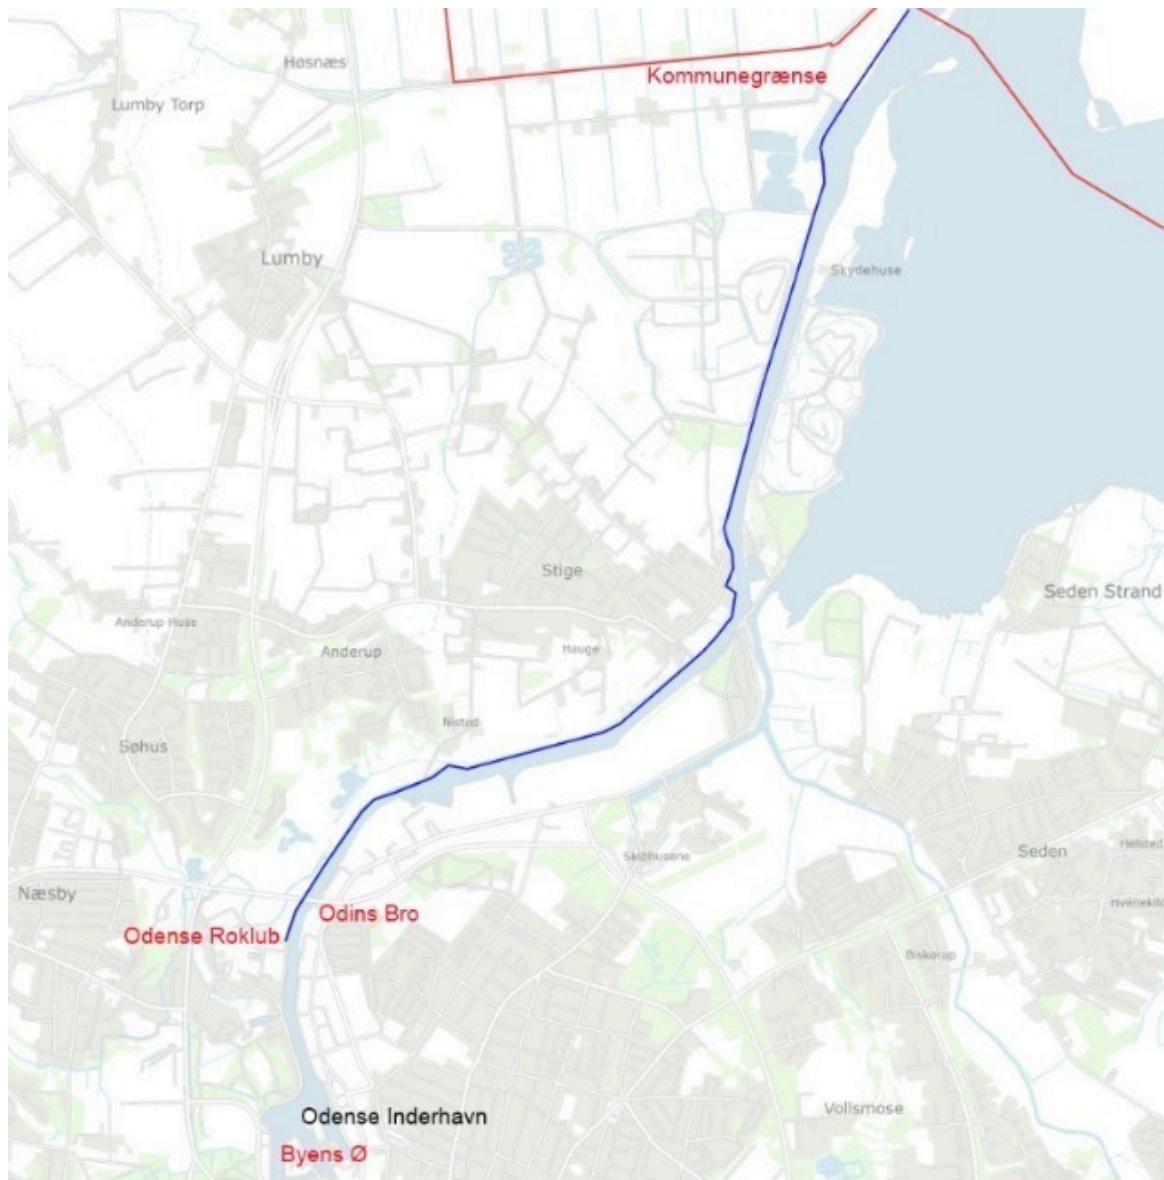 Høsnæs
Kommunegrænse
Lumby Torp
Lumby
Skydehuse
Stige
Seden Strand
Anderup Huse
Anderup
Hauge
Nisted
Søhus
Skibhusene
Seden
Næsby
Odins Bro
Odense Roklub
Biskorup
Vollsmose
Odense Inderhavn
Byens Ø